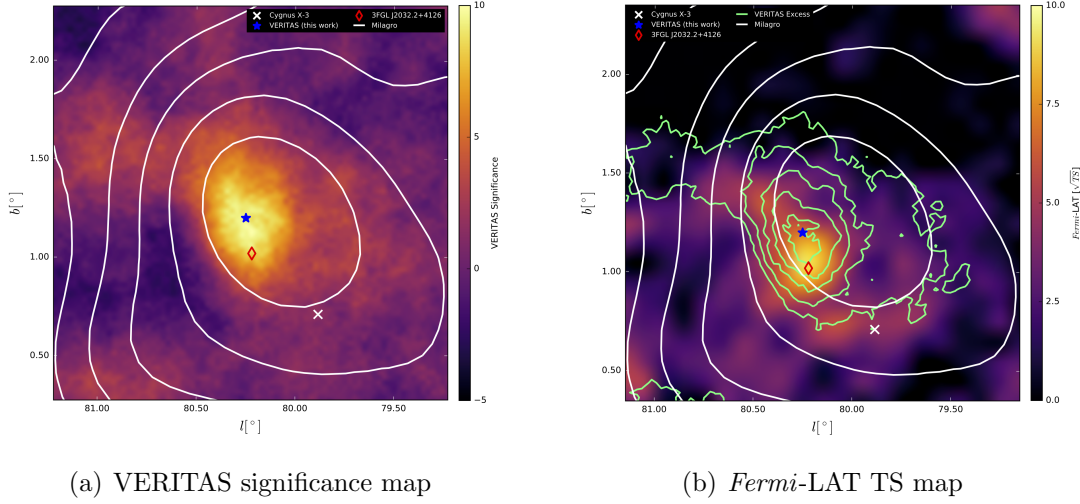 Cygnus X-3
VERITAS (this work)
3FGL J2032.2+4126
Milagro
2.00
1.50
1.00
0.50
b[°]
81.00
80.50
80.00
79.50
l[°]
10
5
0
−5
VERITAS Significance
(a) VERITAS significance map
Cygnus X-3
VERITAS (this work)
3FGL J2032.2+4126
VERITAS Excess
Milagro
2.00
1.50
1.00
0.50
b[°]
81.00
80.50
80.00
79.50
l[°]
10.0
7.5
5.0
2.5
0.0
Fermi-LAT [√TS]
(b) Fermi-LAT TS map